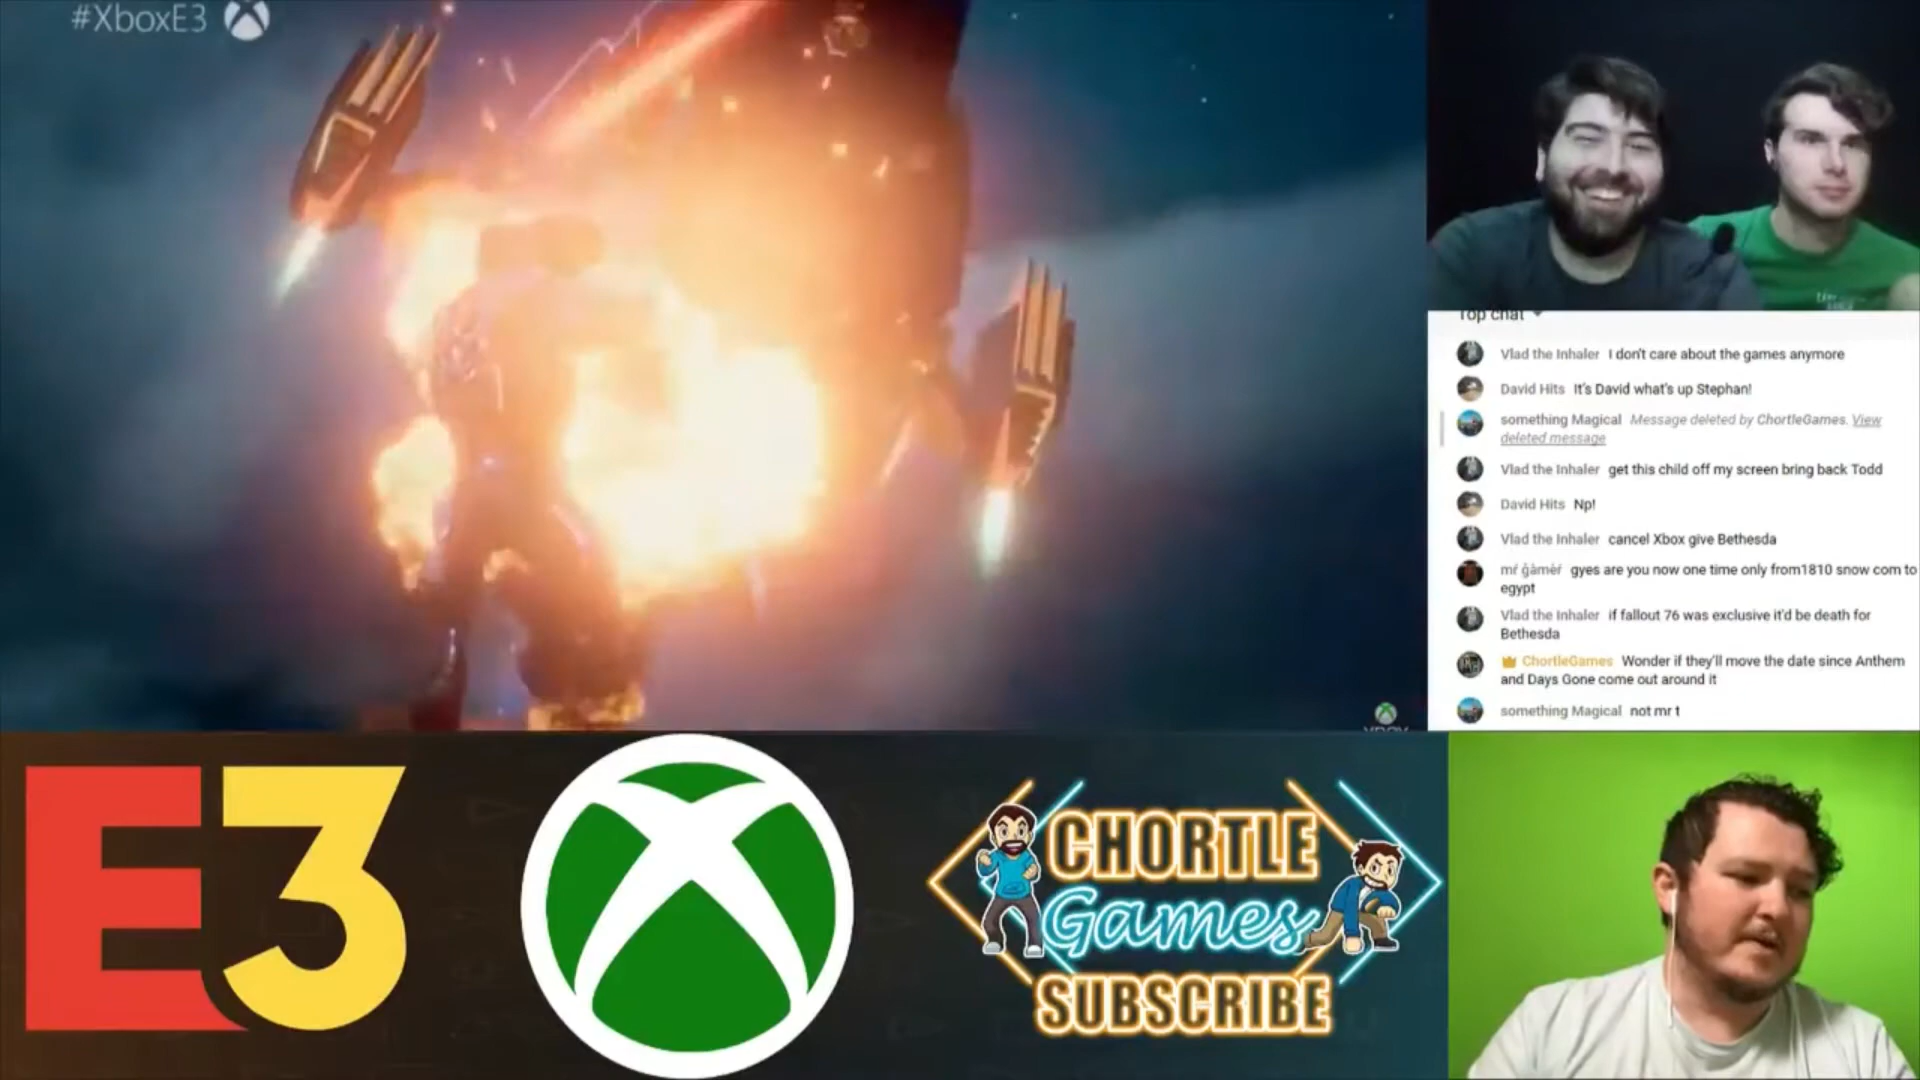 #XboxE3
Top chat
Vlad the Inhaler I don't care about the games anymore
David Hits It's David what's up Stephan!
something Magical Message deleted by ChortleGames. View
deleted message
Vlad the Inhaler get this child off my screen bring back Todd
David Hits Np!
Vlad the Inhaler cancel Xbox give Bethesda
mŕ ġàmèŕ gyes are you now one time only from1810 snow com to
egypt
Vlad the Inhaler if fallout 76 was exclusive it'd be death for
Bethesda
ChortleGames Wonder if they'll move the date since Anthem
and Days Gone come out around it
something Magical not mr t
XBOX
E3
CHORTLE
Games
SUBSCRIBE